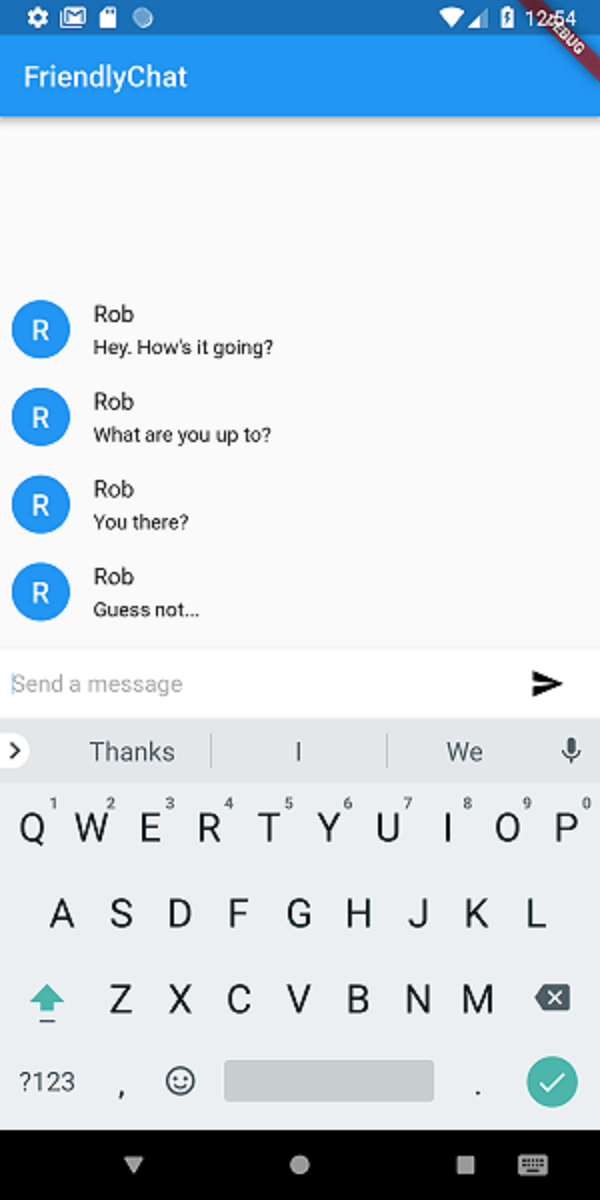 12:54
DEBUG
FriendlyChat
R
Rob
Hey. How's it going?
R
Rob
What are you up to?
R
Rob
You there?
R
Rob
Guess not...
Send a message
Thanks I We
1 2 3 4 5 6 7 8 9 0
Q W E R T Y U I O P
A S D F G H J K L
Z X C V B N M
?123 , .